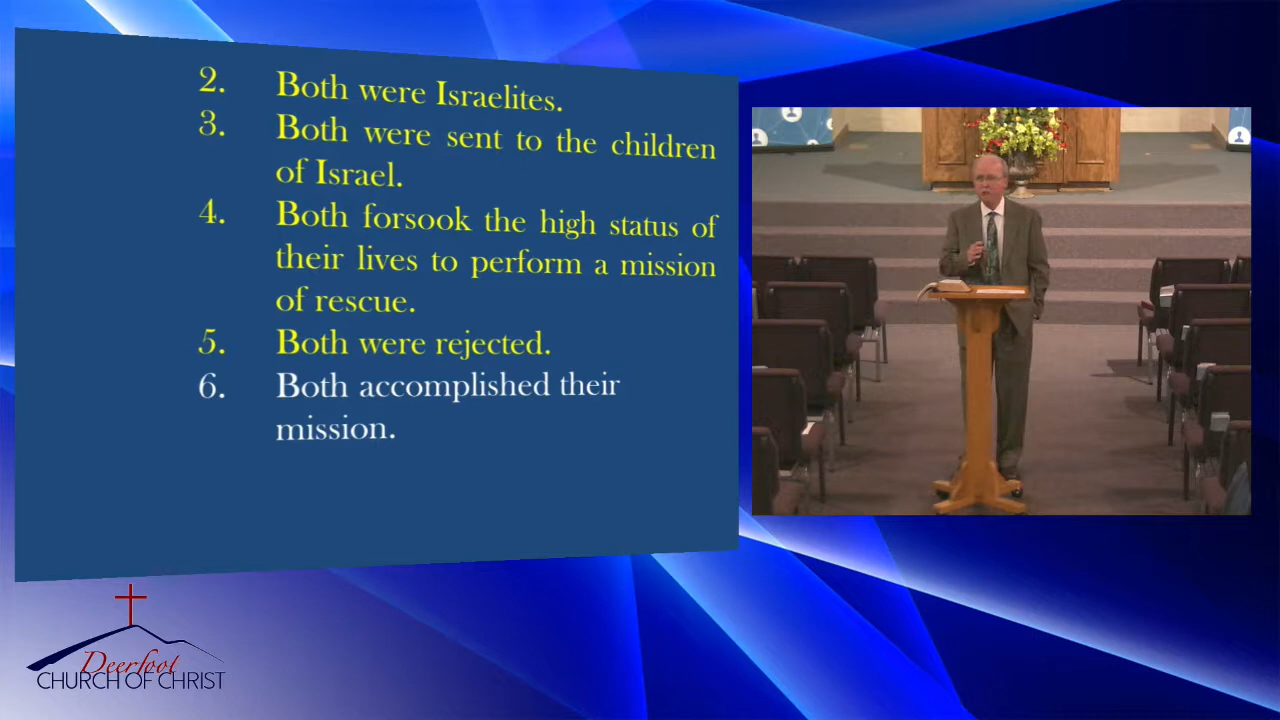 2. Both were Israelites.
3. Both were sent to the children
of Israel.
4. Both forsook the high status of
their lives to perform a mission
of rescue.
5. Both were rejected.
6. Both accomplished their
mission.
Deerfoot
CHURCH OF CHRIST